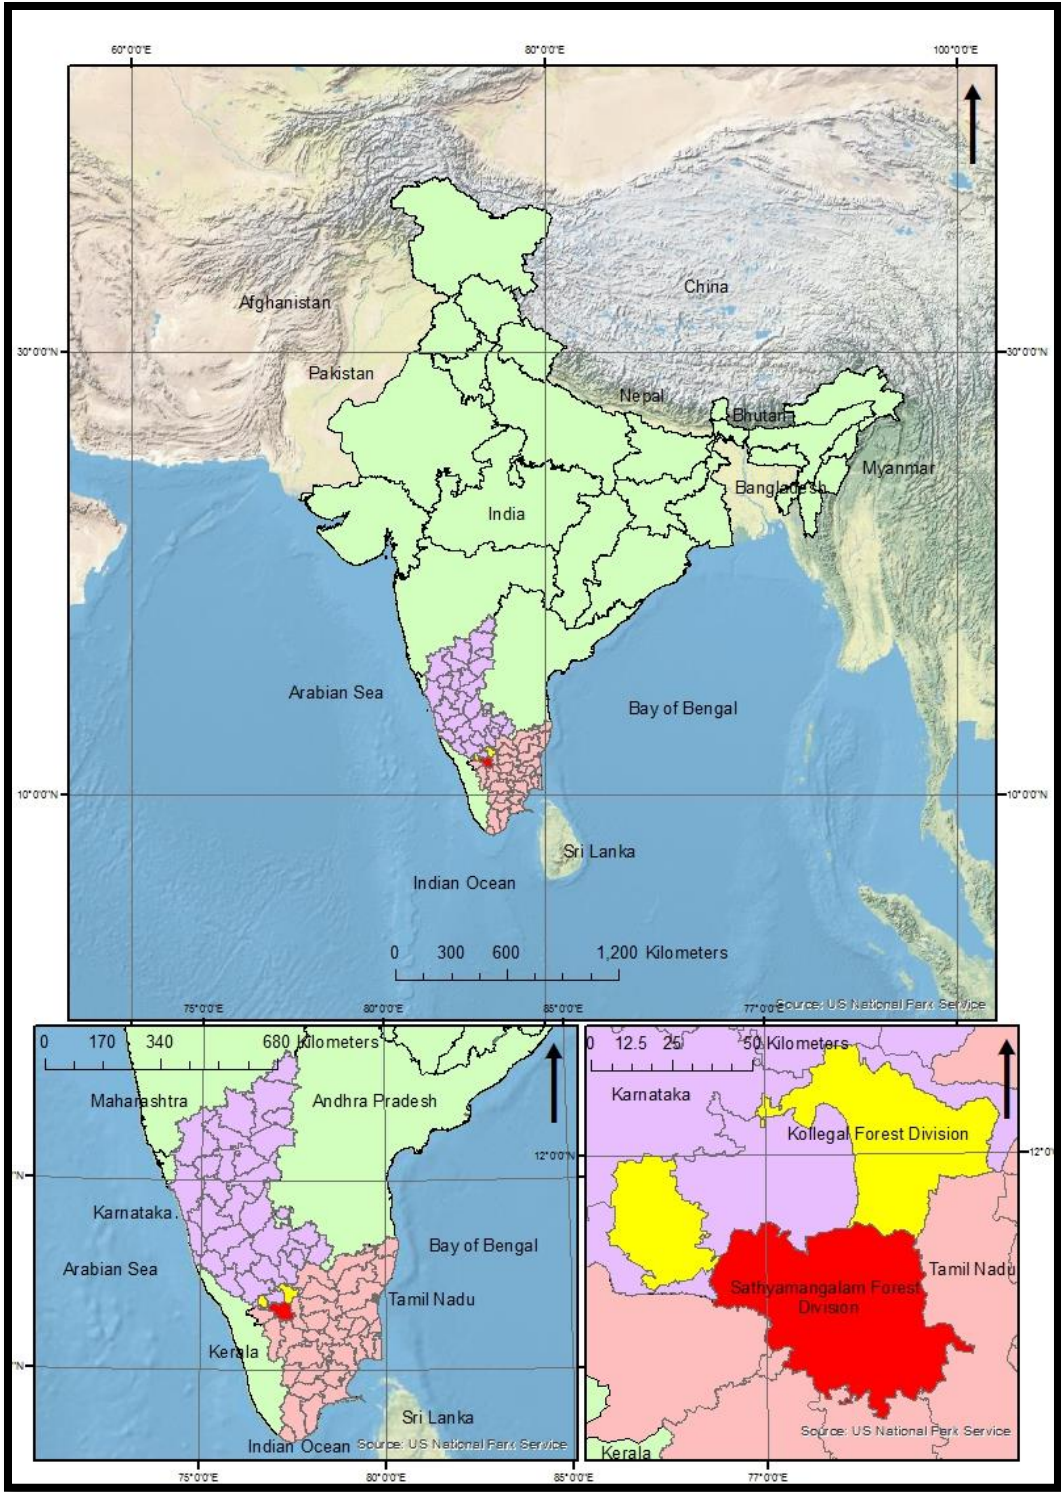 60°0'0"E 80°0'0"E 100°0'0"E
China
Afghanistan
30°0'0"N 30°0'0"N
Pakistan
Nepal
Bhutan
Myanmar
Bangladesh
India
Arabian Sea
Bay of Bengal
10°0'0"N 10°0'0"N
Sri Lanka
Indian Ocean
0 300 600 1,200 Kilometers
Source: US National Park Service
75°0'0"E 80°0'0"E 85°0'0"E
0 170 340 680 Kilometers
Maharashtra
Andhra Pradesh
"N
Karnataka
Arabian Sea
Bay of Bengal
Tamil Nadu
Kerala
"N
Sri Lanka
Indian Ocean
Source: US National Park Service
75°0'0"E 80°0'0"E 85°0'0"E
77°0'0"E
0 12.5 25 50 Kilometers
Karnataka
Kollegal Forest Division
12°0'0"N 12°0'0"N
Tamil Nadu
Sathyamangalam Forest
Division
Source: US National Park Service
Kerala
77°0'0"E